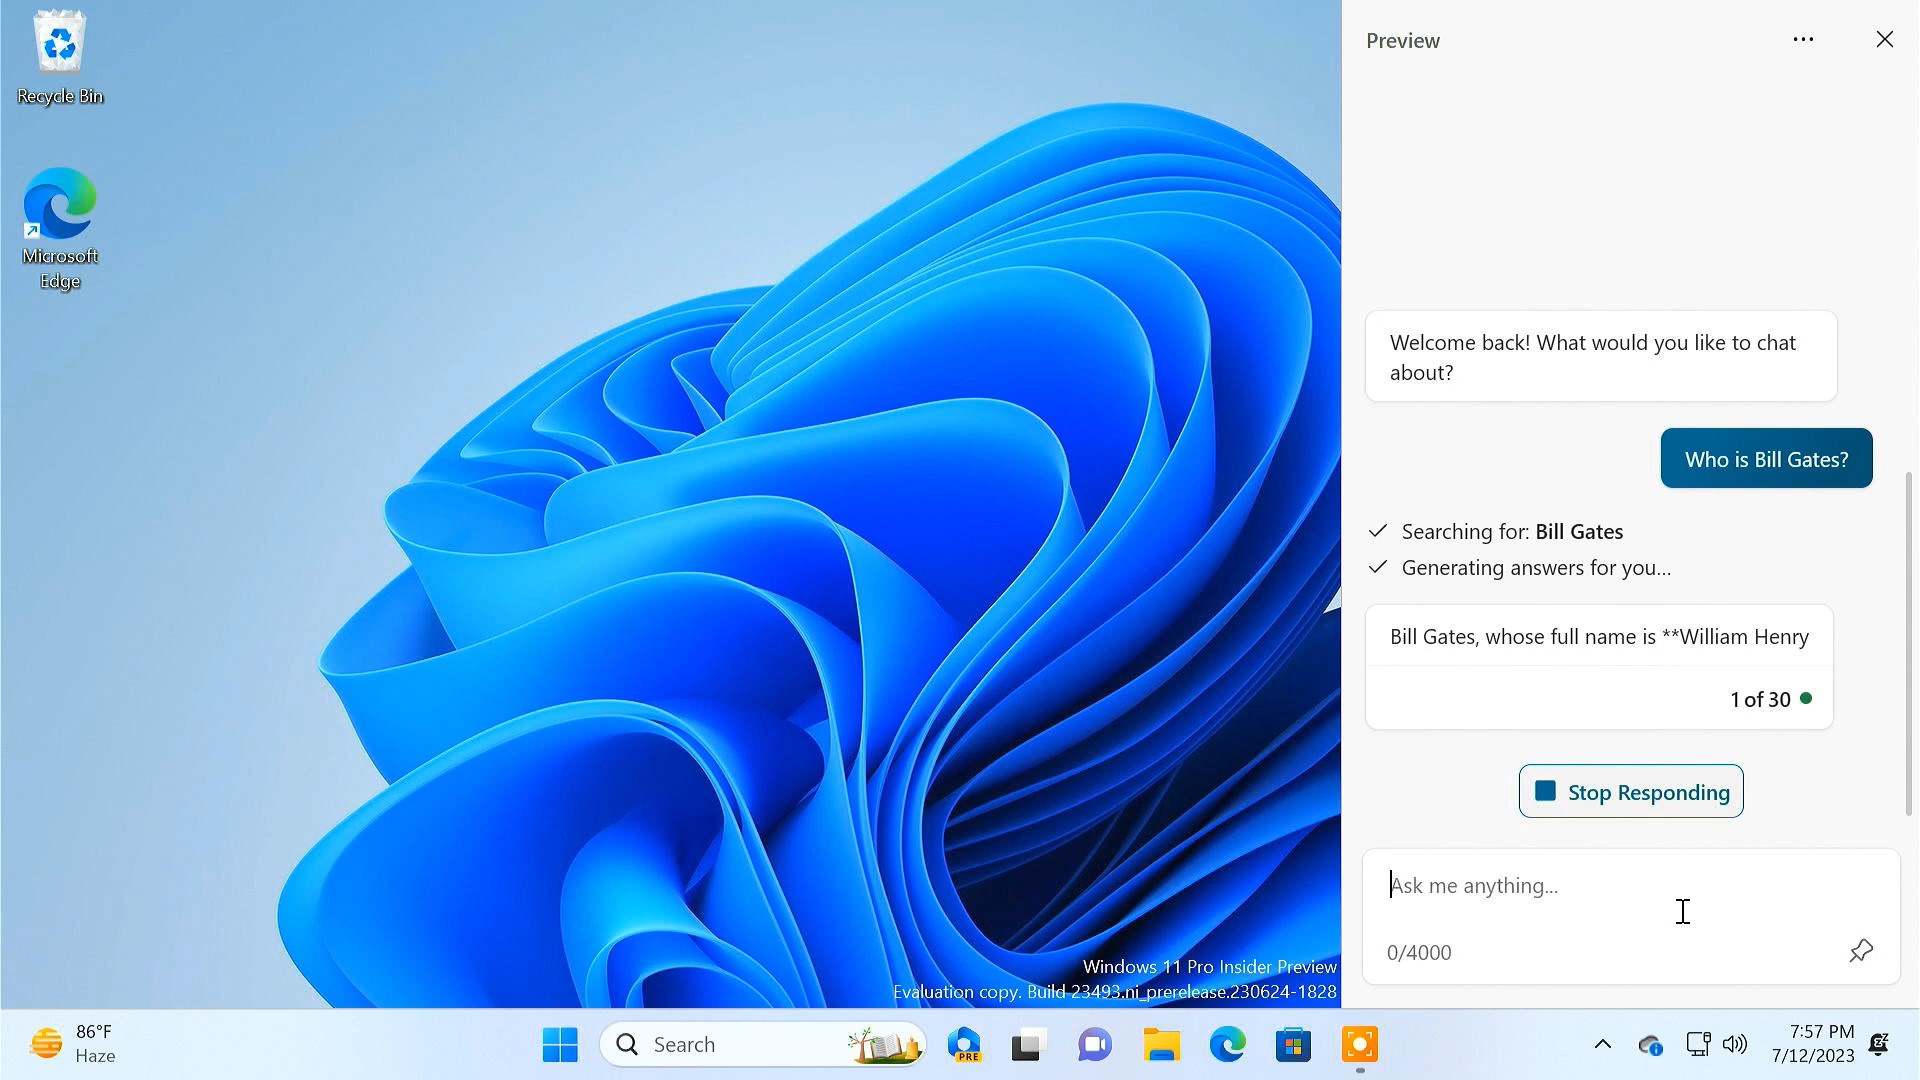 Recycle Bin
Microsoft
Edge
Windows 11 Pro Insider Preview
Evaluation copy. Build 23493.ni_prerelease.230624-1828
Preview
Welcome back! What would you like to chat
about?
Who is Bill Gates?
Searching for: Bill Gates
Generating answers for you...
Bill Gates, whose full name is **William Henry
1 of 30
Stop Responding
Ask me anything...
0/4000
86°F
Haze
Search
PRE
7:57 PM
7/12/2023